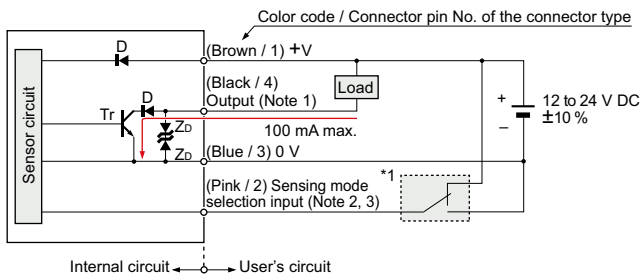 Color code / Connector pin No. of the connector type
D
(Brown / 1) +V
(Black / 4)
Output (Note 1)
Load
Tr
D
ZD
ZD
100 mA max.
+
–
12 to 24 V DC
±10 %
Sensor circuit
(Blue / 3) 0 V
(Pink / 2) Sensing mode
selection input (Note 2, 3)
*1
Internal circuit
User's circuit